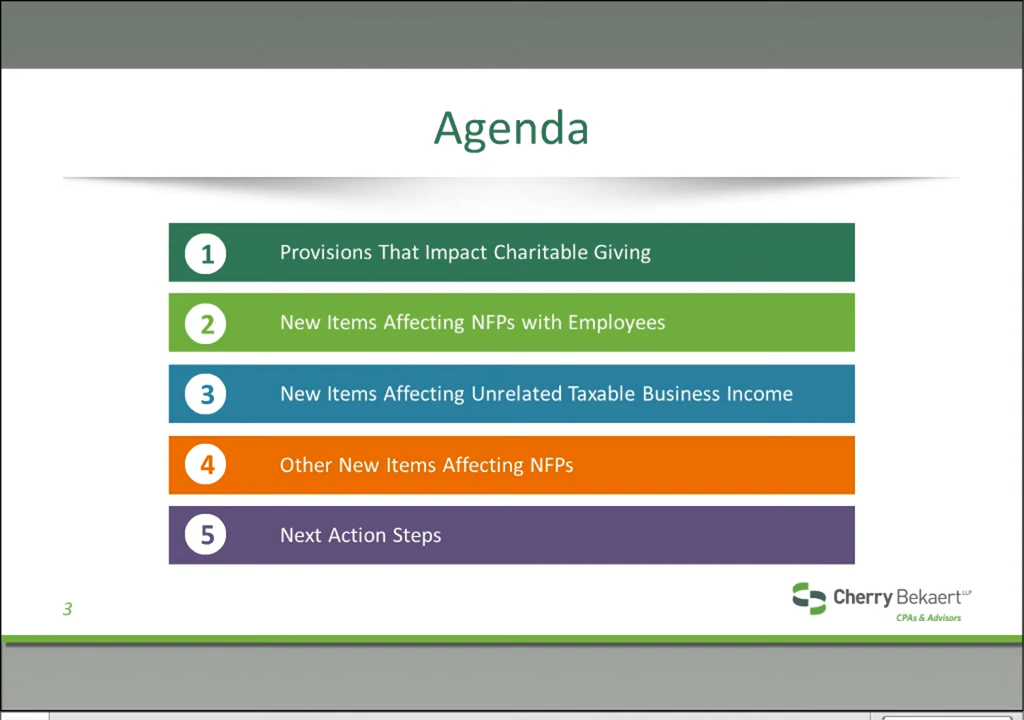 Agenda
1 Provisions That Impact Charitable Giving
2 New Items Affecting NFPs with Employees
3 New Items Affecting Unrelated Taxable Business Income
4 Other New Items Affecting NFPs
5 Next Action Steps
3
Cherry Bekaert LLP
CPAs & Advisors